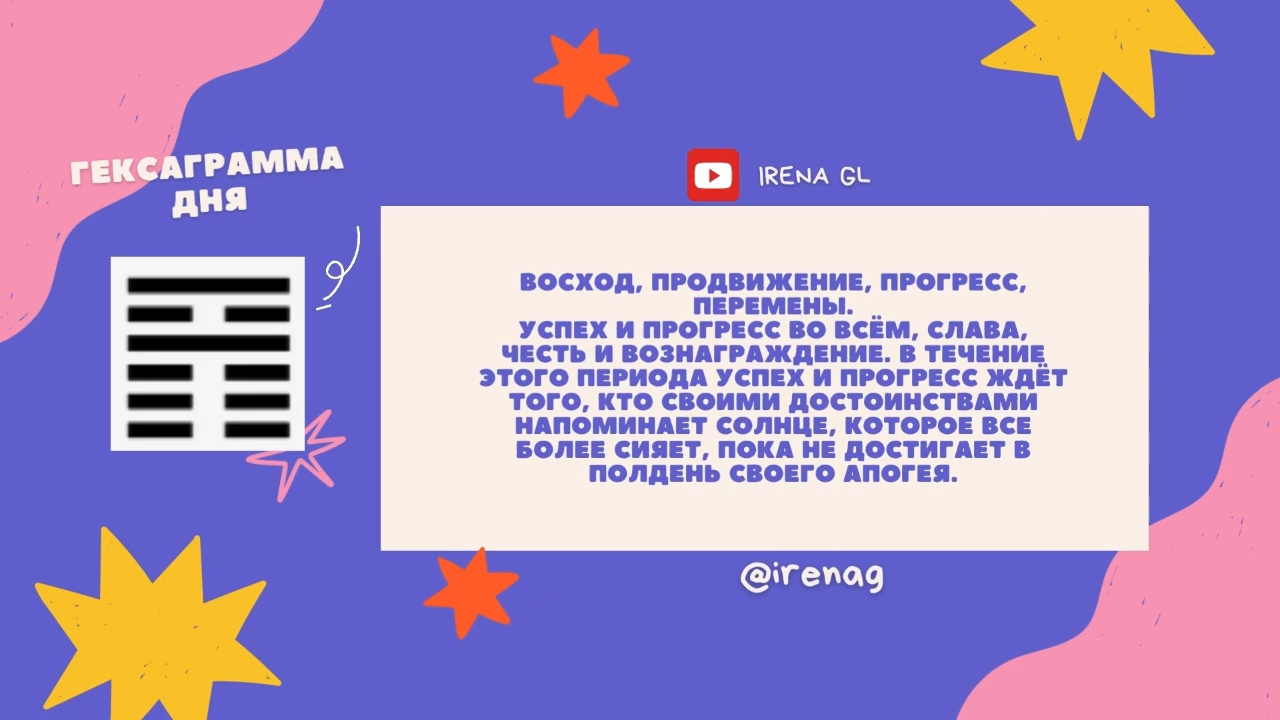 ГЕКСАГРАММА
ДНЯ
IRENA GL
ВОСХОД, ПРОДВИЖЕНИЕ, ПРОГРЕСС,
ПЕРЕМЕНЫ.
УСПЕХ И ПРОГРЕСС ВО ВСЁМ, СЛАВА,
ЧЕСТЬ И ВОЗНАГРАЖДЕНИЕ. В ТЕЧЕНИЕ
ЭТОГО ПЕРИОДА УСПЕХ И ПРОГРЕСС ЖДЁТ
ТОГО, КТО СВОИМИ ДОСТОИНСТВАМИ
НАПОМИНАЕТ СОЛНЦЕ, КОТОРОЕ ВСЕ
БОЛЕЕ СИЯЕТ, ПОКА НЕ ДОСТИГАЕТ В
ПОЛДЕНЬ СВОЕГО АПОГЕЯ.
@irenag